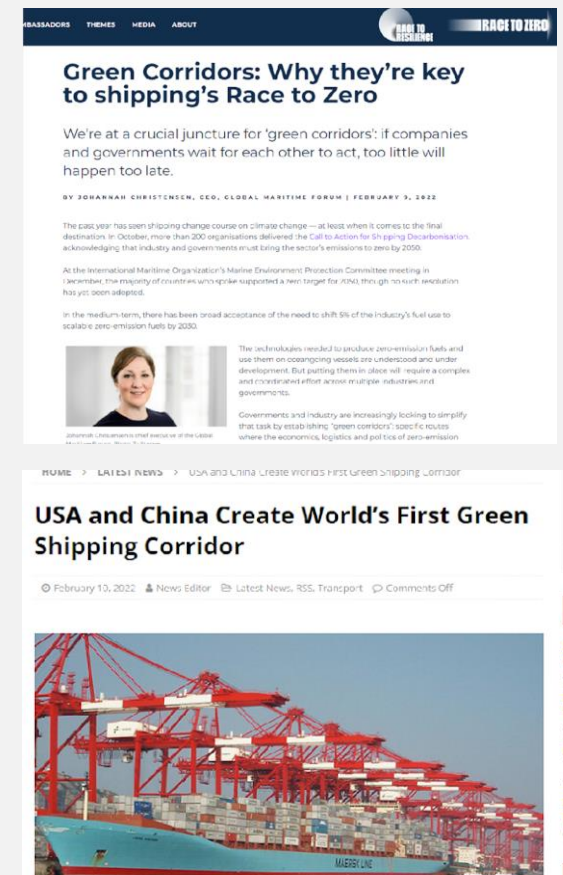 MBASSADORS THEMES MEDIA ABOUT
RACE TO RESILIENCE
RACE TO ZERO
Green Corridors: Why they’re key
to shipping’s Race to Zero
We’re at a crucial juncture for ‘green corridors’: if companies
and governments wait for each other to act, too little will
happen too late.
BY JOHANNAH CHRISTENSEN, CEO, GLOBAL MARITIME FORUM | FEBRUARY 9, 2022
The past year has seen shipping change course on climate change — at least when it comes to the final
destination. In October, more than 200 organisations delivered the Call to Action for Shipping Decarbonisation
acknowledging that industry and governments must bring the sector’s emissions to zero by 2050.
At the International Maritime Organization’s Marine Environment Protection Committee meeting in
December, the majority of countries who spoke supported a zero target for 2050, though no such resolution
has yet been adopted.
In the medium-term, there has been broad acceptance of the need to shift 5% of the industry’s fuel use to
scalable zero-emission fuels by 2030.
The technologies needed to produce zero-emission fuels and
use them on oceangoing vessels are understood and under
development. But putting them in place will require a complex
and coordinated effort across multiple industries and
governments.
Governments and industry are increasingly looking to simplify
that task by establishing “green corridors”: specific routes
where the economics, logistics and politics of zero-emission
Johannah Christensen is chief executive of the Global
HOME > LATEST NEWS > USA and China Create World’s First Green Shipping Corridor
USA and China Create World’s First Green
Shipping Corridor
February 10, 2022 News Editor Latest News, RSS, Transport Comments Off
MAERSK LINE